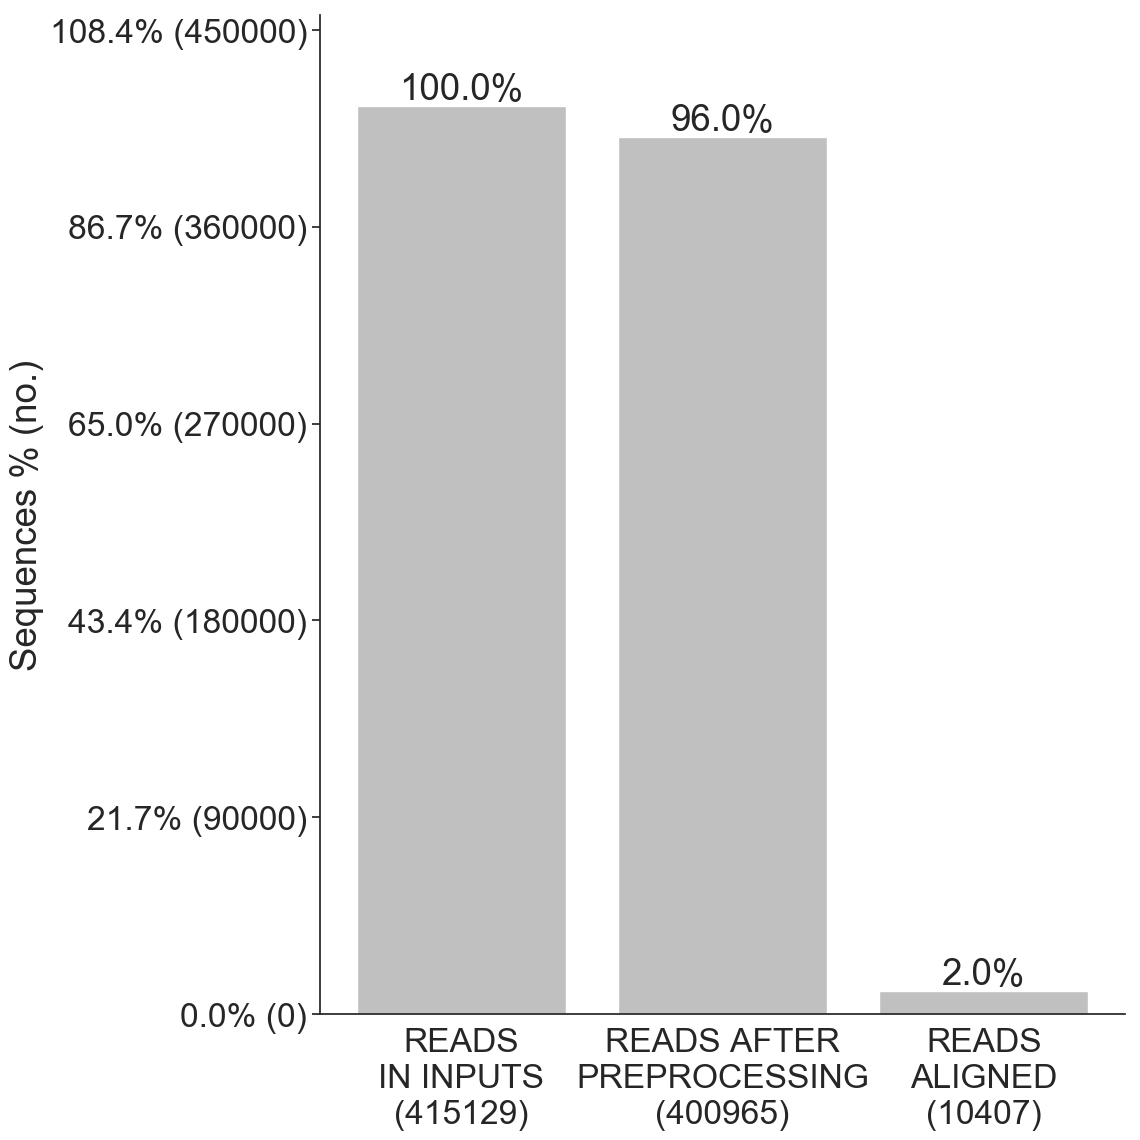 108.4% (450000)
86.7% (360000)
65.0% (270000)
43.4% (180000)
21.7% (90000)
0.0% (0)
Sequences % (no.)
100.0%
96.0%
2.0%
READS
IN INPUTS
(415129)
READS AFTER
PREPROCESSING
(400965)
READS
ALIGNED
(10407)